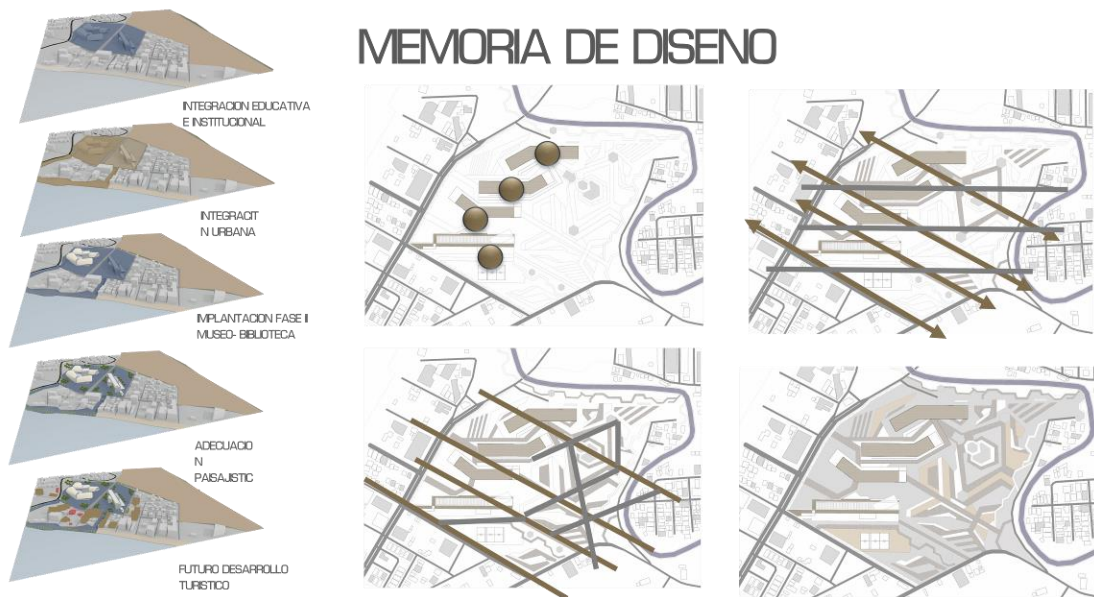 MEMORIA DE DISENO
INTEGRACION EDUCATIVA
E INSTITUCIONAL
INTEGRACIT
N URBANA
IMPLANTACION FASE II
MUSEO- BIBLIOTECA
ADECUACIO
N
PAISAJISTIC
FUTURO DESARROLLO
TURISTICO